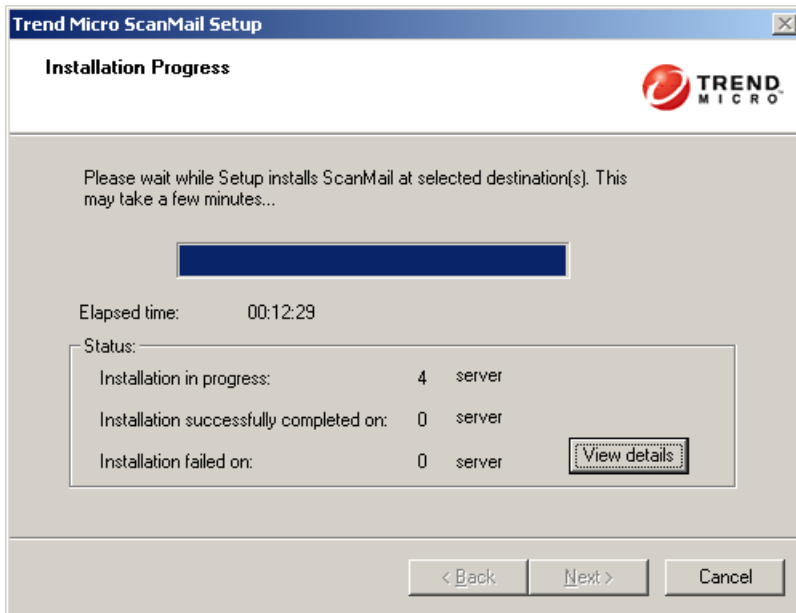 Trend Micro ScanMail Setup
Installation Progress
TREND
MICRO™
Please wait while Setup installs ScanMail at selected destination(s). This
may take a few minutes...
Elapsed time: 00:12:29
Status:
Installation in progress: 4 server
Installation successfully completed on: 0 server
Installation failed on: 0 server
View details
< Back Next > Cancel